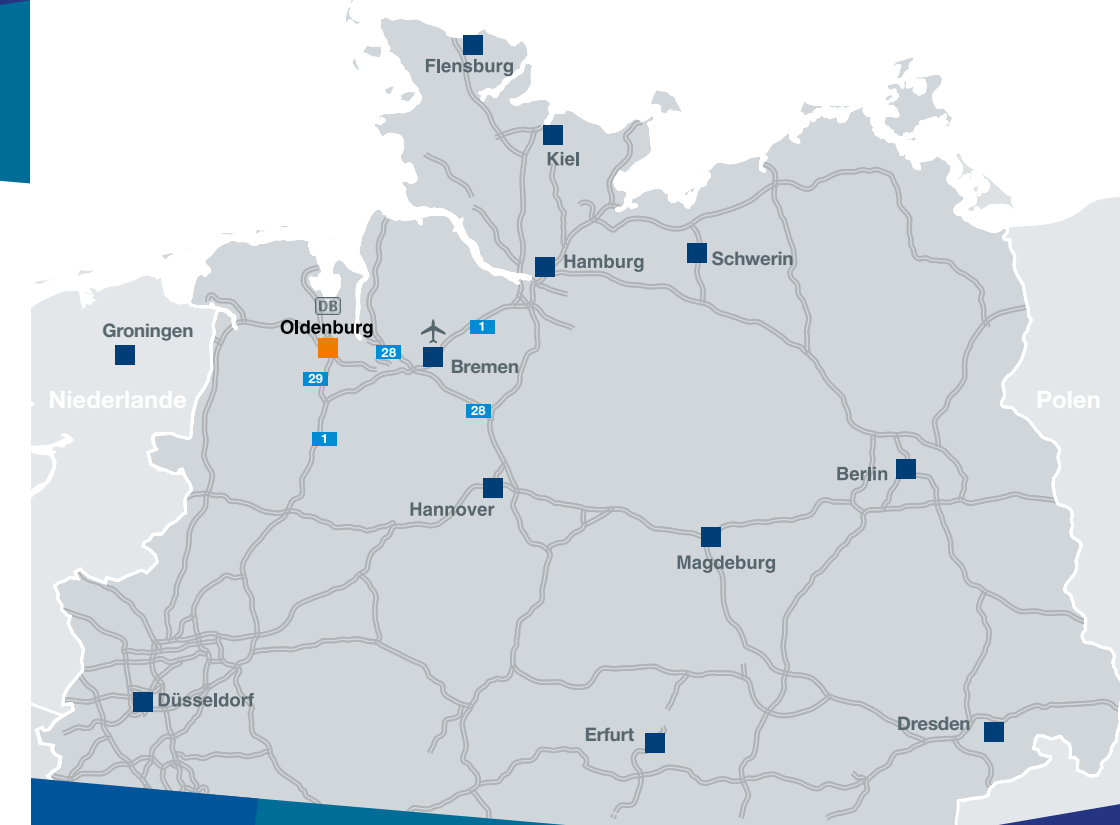 Flensburg
Kiel
Hamburg
Schwerin
DB
Oldenburg
Groningen
1
28
Bremen
29
Niederlande
Polen
28
1
Berlin
Hannover
Magdeburg
Düsseldorf
Dresden
Erfurt